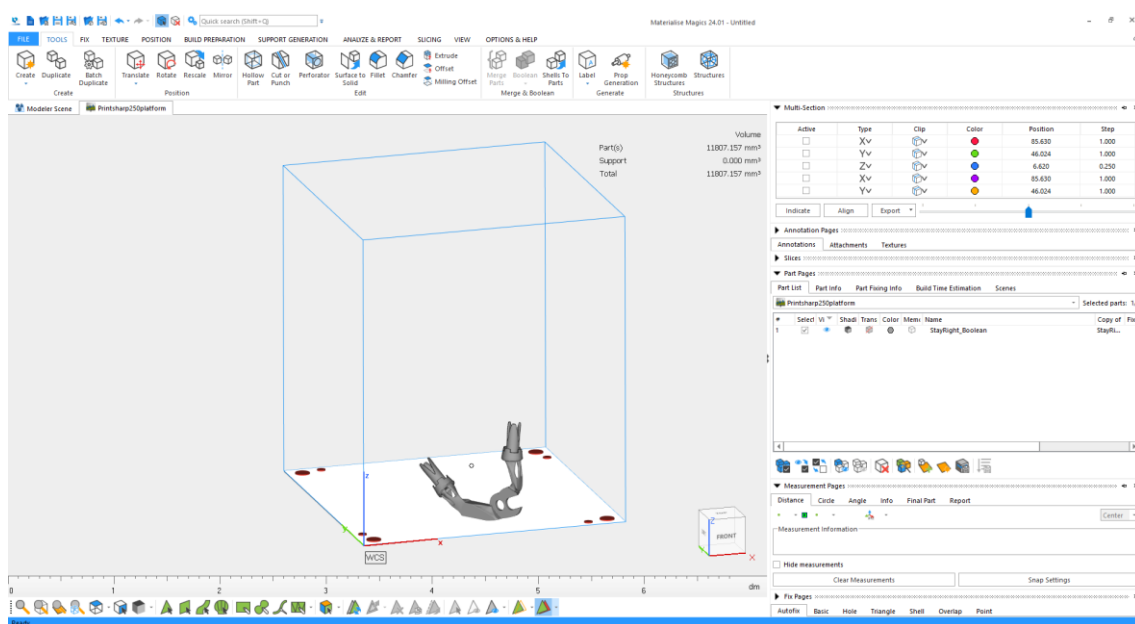 Quick search (Shift+Q)
Materialise Magics 24.01 - Untitled
FILE TOOLS FIX TEXTURE POSITION BUILD PREPARATION SUPPORT GENERATION ANALYZE & REPORT SLICING VIEW OPTIONS & HELP
Create Duplicate Batch Duplicate Translate Rotate Rescale Mirror Hollow Part Cut or Punch Perforator Surface to Solid Fillet Chamfer Extrude Offset Milling Offset Merge Parts Boolean Shells To Parts Label Prop Generation Honeycomb Structures Structures
Create Position Edit Merge & Boolean Generate Structures
Modeler Scene Printsharp250platform
Volume
Part(s) 11807.157 mm³
Support 0.000 mm³
Total 11807.157 mm³
z
x
WCS
FRONT
Z
X
0 1 2 3 4 5 6 dm
Multi-Section
Active Type Clip Color Position Step
X 85.630 1.000
Y 46.024 1.000
Z 6.620 0.250
X 85.630 1.000
Y 46.024 1.000
Indicate Align Export
Annotation Pages
Annotations Attachments Textures
Slices
Part Pages
Part List Part Info Part Fixing Info Build Time Estimation Scenes
Printsharp250platform Selected parts: 1/
# Select Vi Shadi Trans Color Mem Name Copy of Fix
1 StayRight_Boolean StayRi...
Measurement Pages
Distance Circle Angle Info Final Part Report
Center
Measurement Information
Hide measurements
Clear Measurements Snap Settings
Fix Pages
Autofix Basic Hole Triangle Shell Overlap Point
Ready